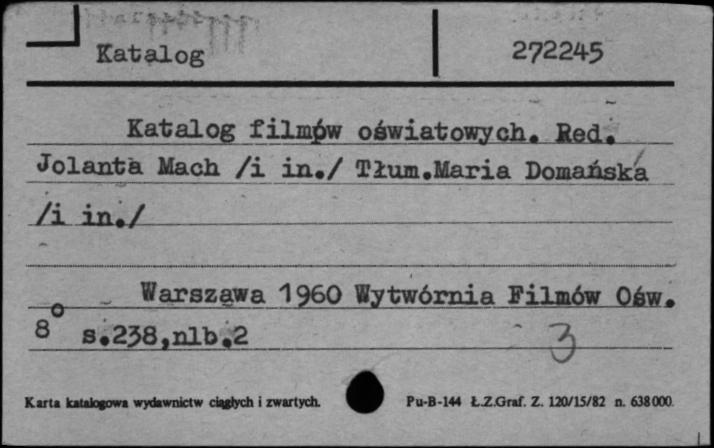 Katalog 272245
Katalog filmów oświatowych. Red.
Jolanta Mach /i in./ Tłum.Maria Domańska
/i in./
Warszawa 1960 Wytwórnia Filmów Ośw.
8° s.238,nlb.2
3
Karta katalogowa wydawnictw ciągłych i zwartych. Pu-B-144 Ł.Z.Graf. Z. 120/15/82 n. 638000.